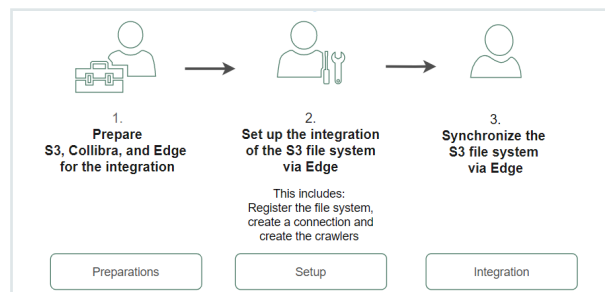 1.
Prepare
S3, Collibra, and Edge
for the integration
2.
Set up the integration
of the S3 file system
via Edge
This includes:
Register the file system,
create a connection and
create the crawlers
3.
Synchronize the
S3 file system
via Edge
Preparations
Setup
Integration